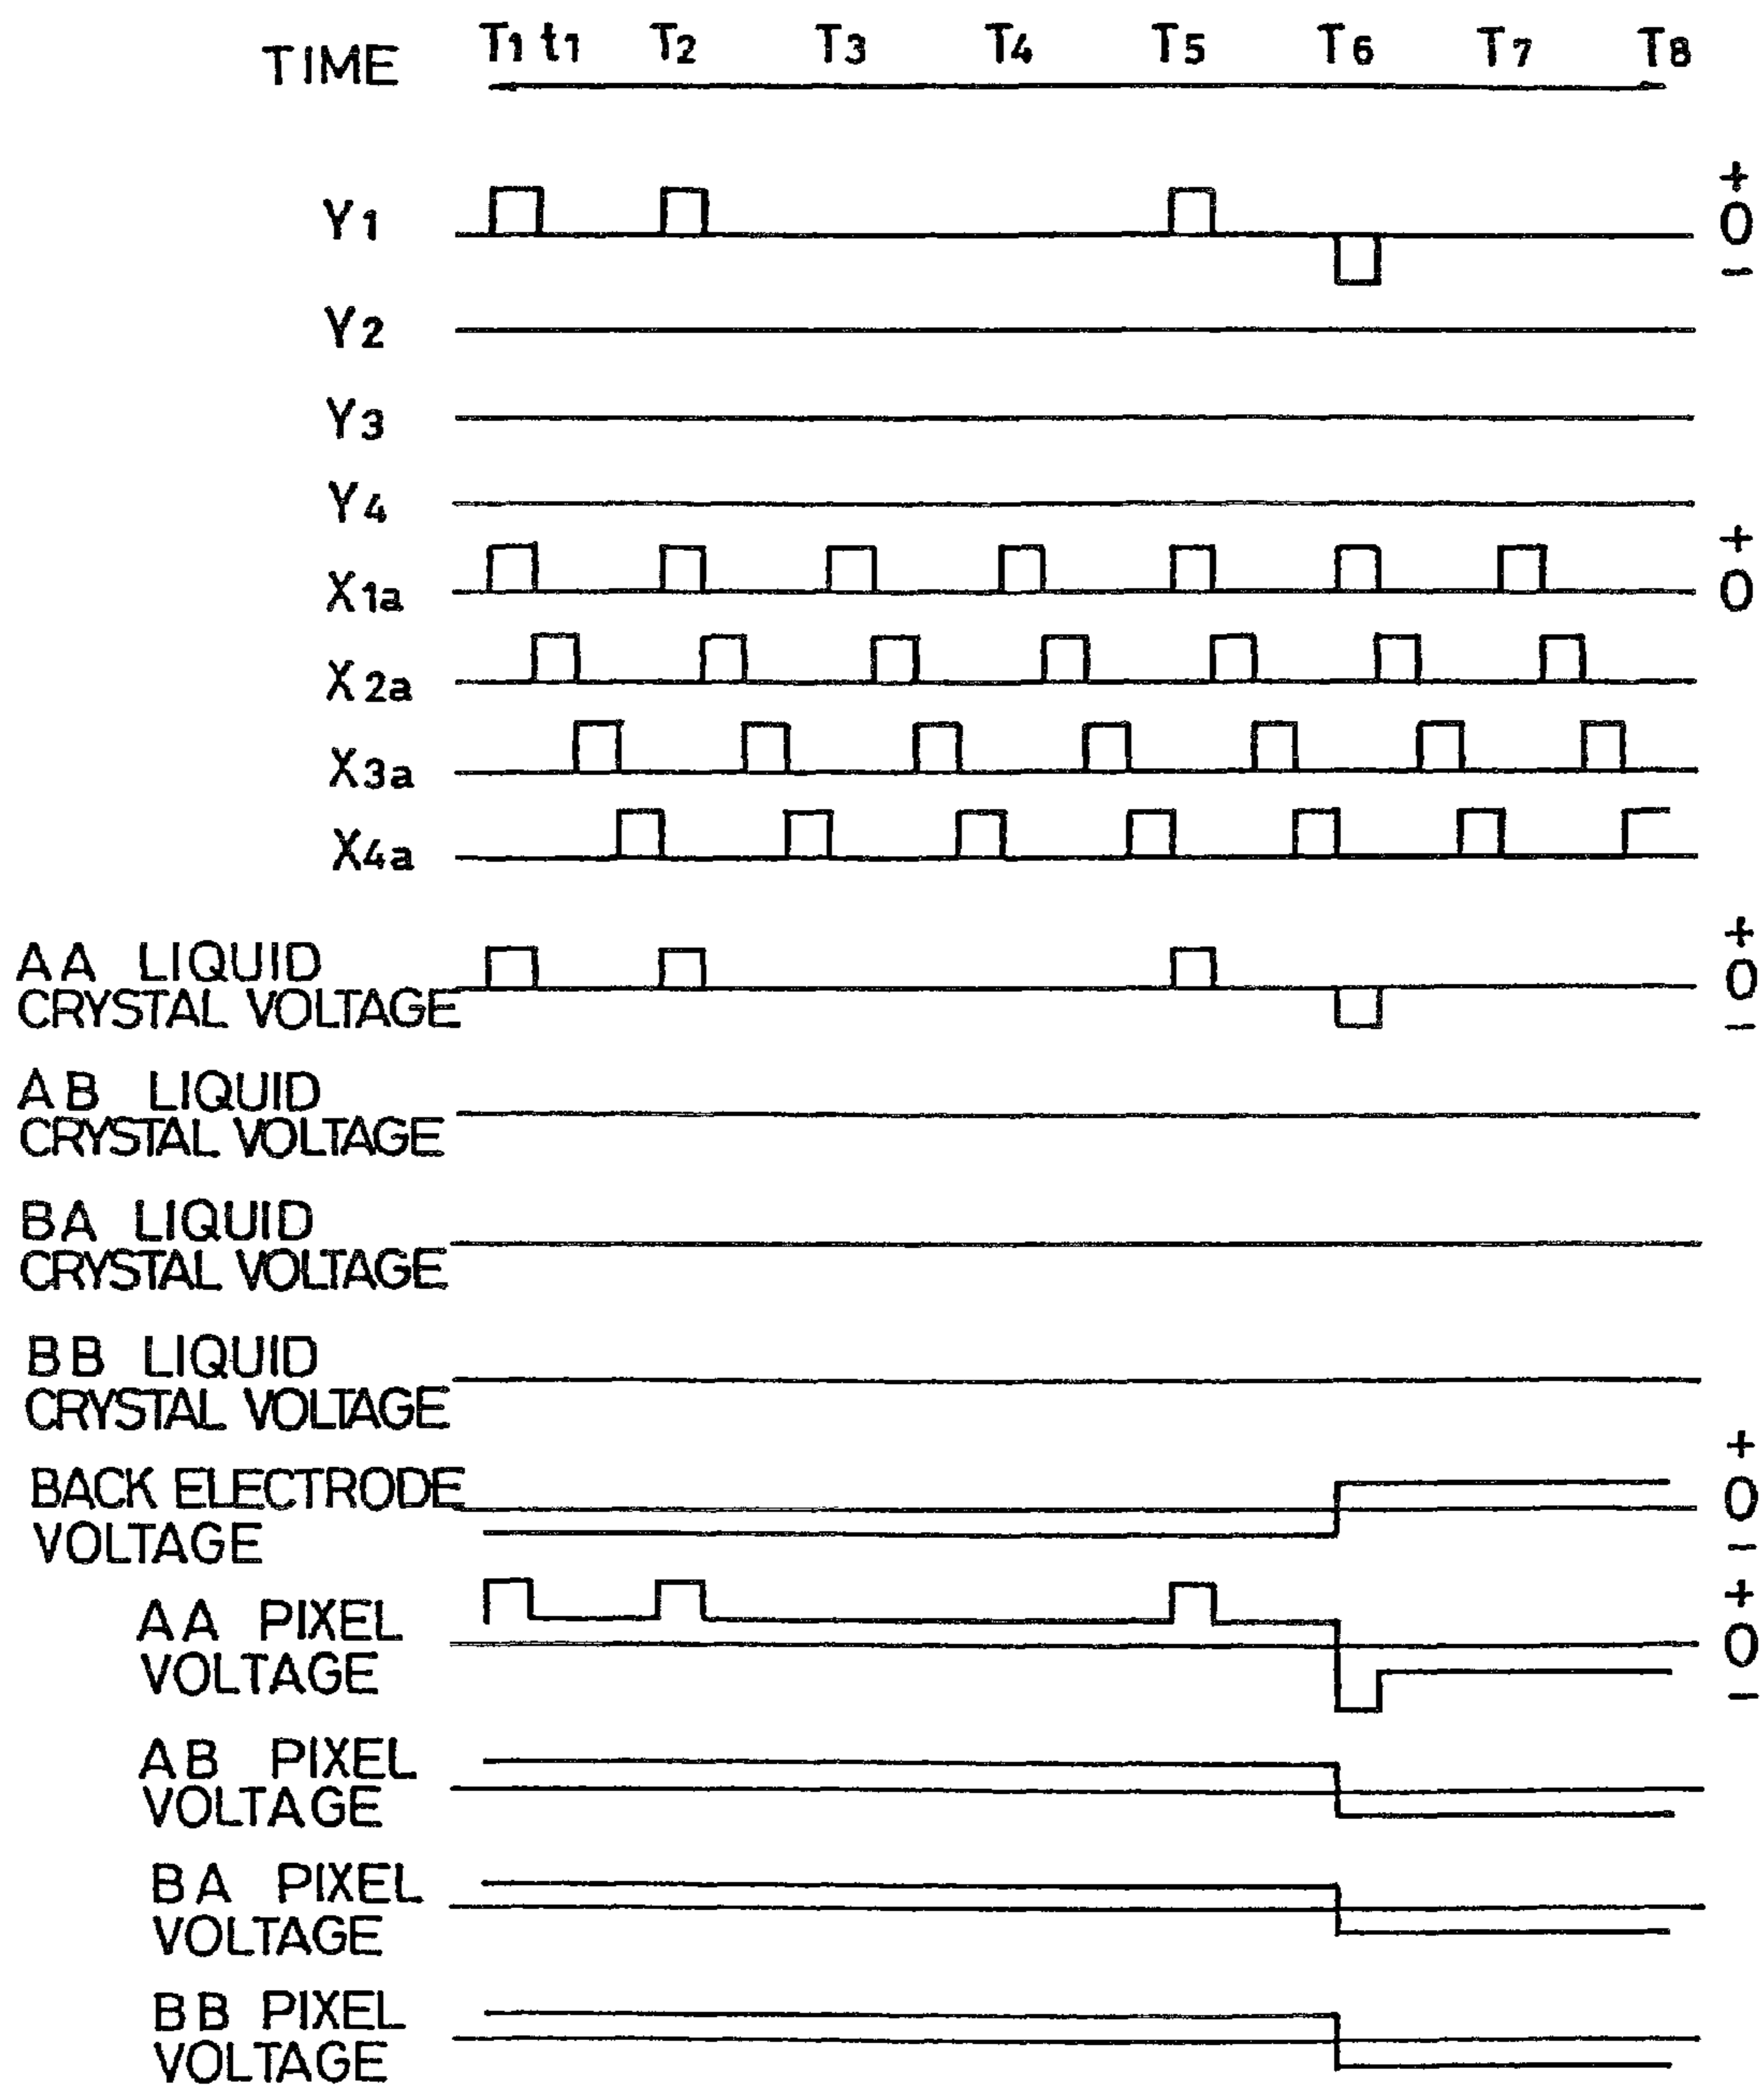 TIME T1 t1 T2 T3 T4 T5 T6 T7 T8
Y1 + 0 −
Y2
Y3
Y4
X1a + 0
X2a
X3a
X4a
AA LIQUID
CRYSTAL VOLTAGE + 0 −
AB LIQUID
CRYSTAL VOLTAGE
BA LIQUID
CRYSTAL VOLTAGE
BB LIQUID
CRYSTAL VOLTAGE
BACK ELECTRODE
VOLTAGE + 0 −
AA PIXEL
VOLTAGE + 0 −
AB PIXEL
VOLTAGE
BA PIXEL
VOLTAGE
BB PIXEL
VOLTAGE